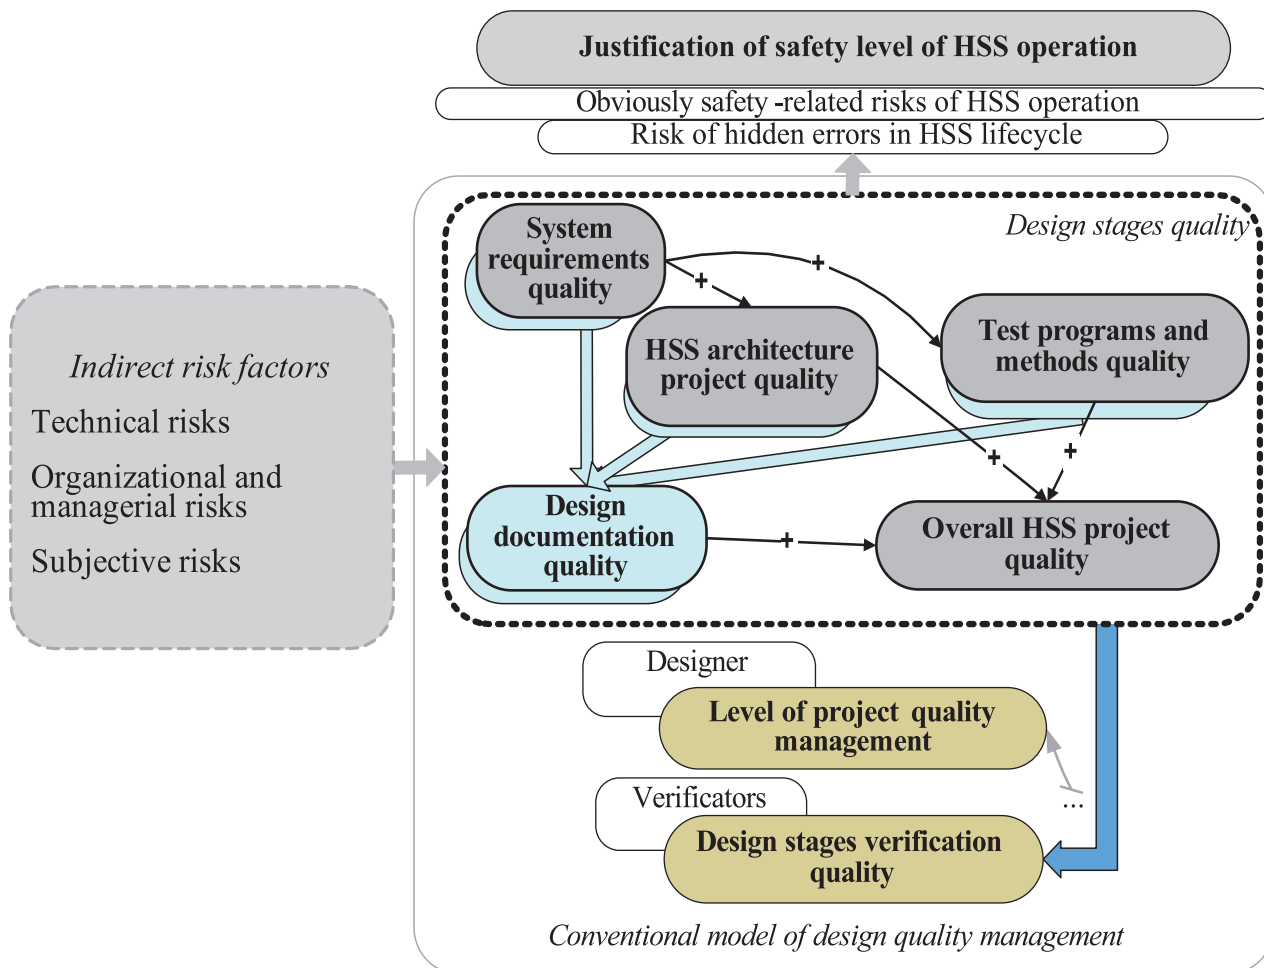 Justification of safety level of HSS operation
Obviously safety-related risks of HSS operation
Risk of hidden errors in HSS lifecycle
Design stages quality
System
requirements
quality
+
+
HSS architecture
project quality
Test programs and
methods quality
Indirect risk factors
Technical risks
Organizational and
managerial risks
Subjective risks
+
+
Design
documentation
quality
+
Overall HSS project
quality
Designer
Level of project quality
management
Verificators
...
Design stages verification
quality
Conventional model of design quality management